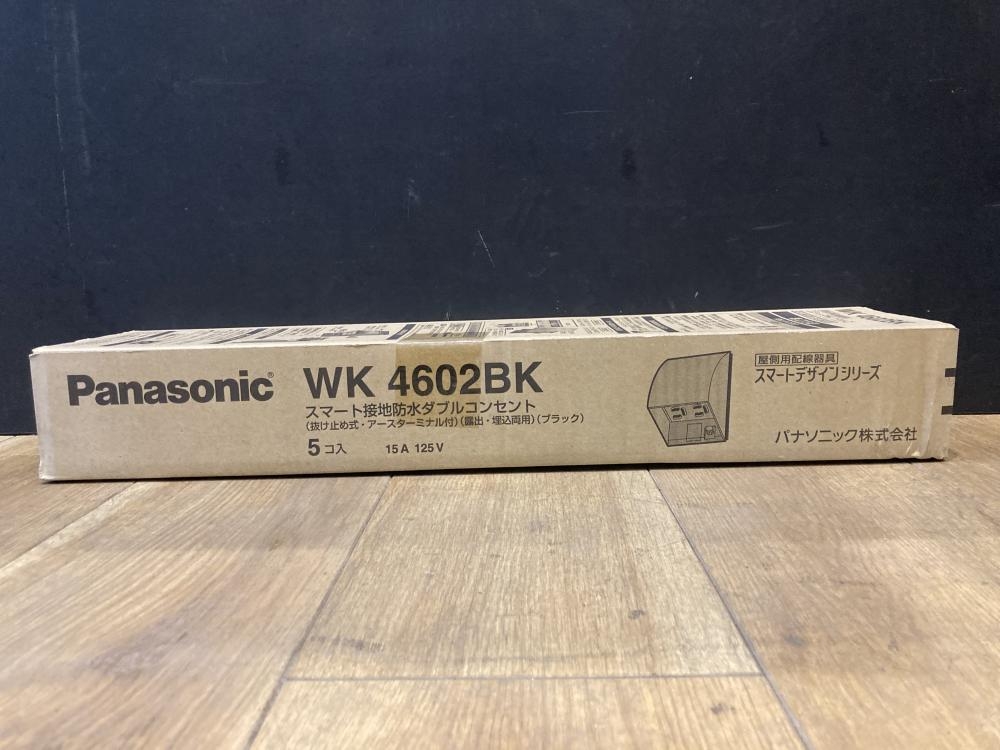 Panasonic®
WK 4602BK
スマート接地防水ダブルコンセント
(抜け止め式・アースターミナル付)(露出・埋込両用)(ブラック)
5コ入 15A 125V
屋側用配線器具
スマートデザインシリーズ
パナソニック株式会社